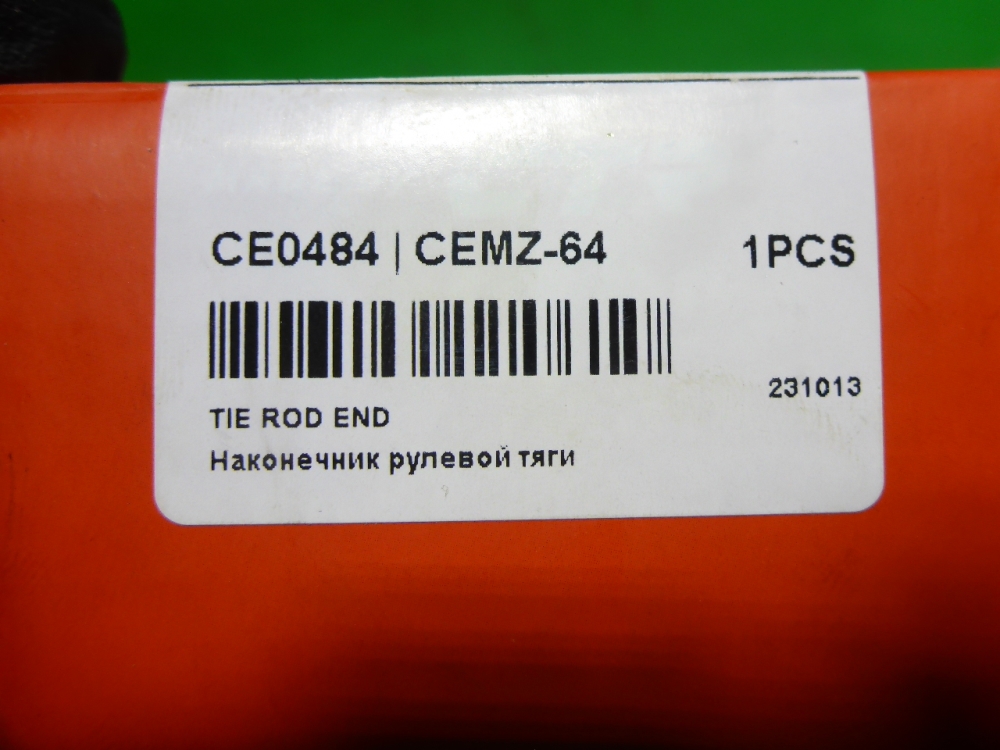 CE0484 | CEMZ-64 1PCS
231013
TIE ROD END
Наконечник рулевой тяги